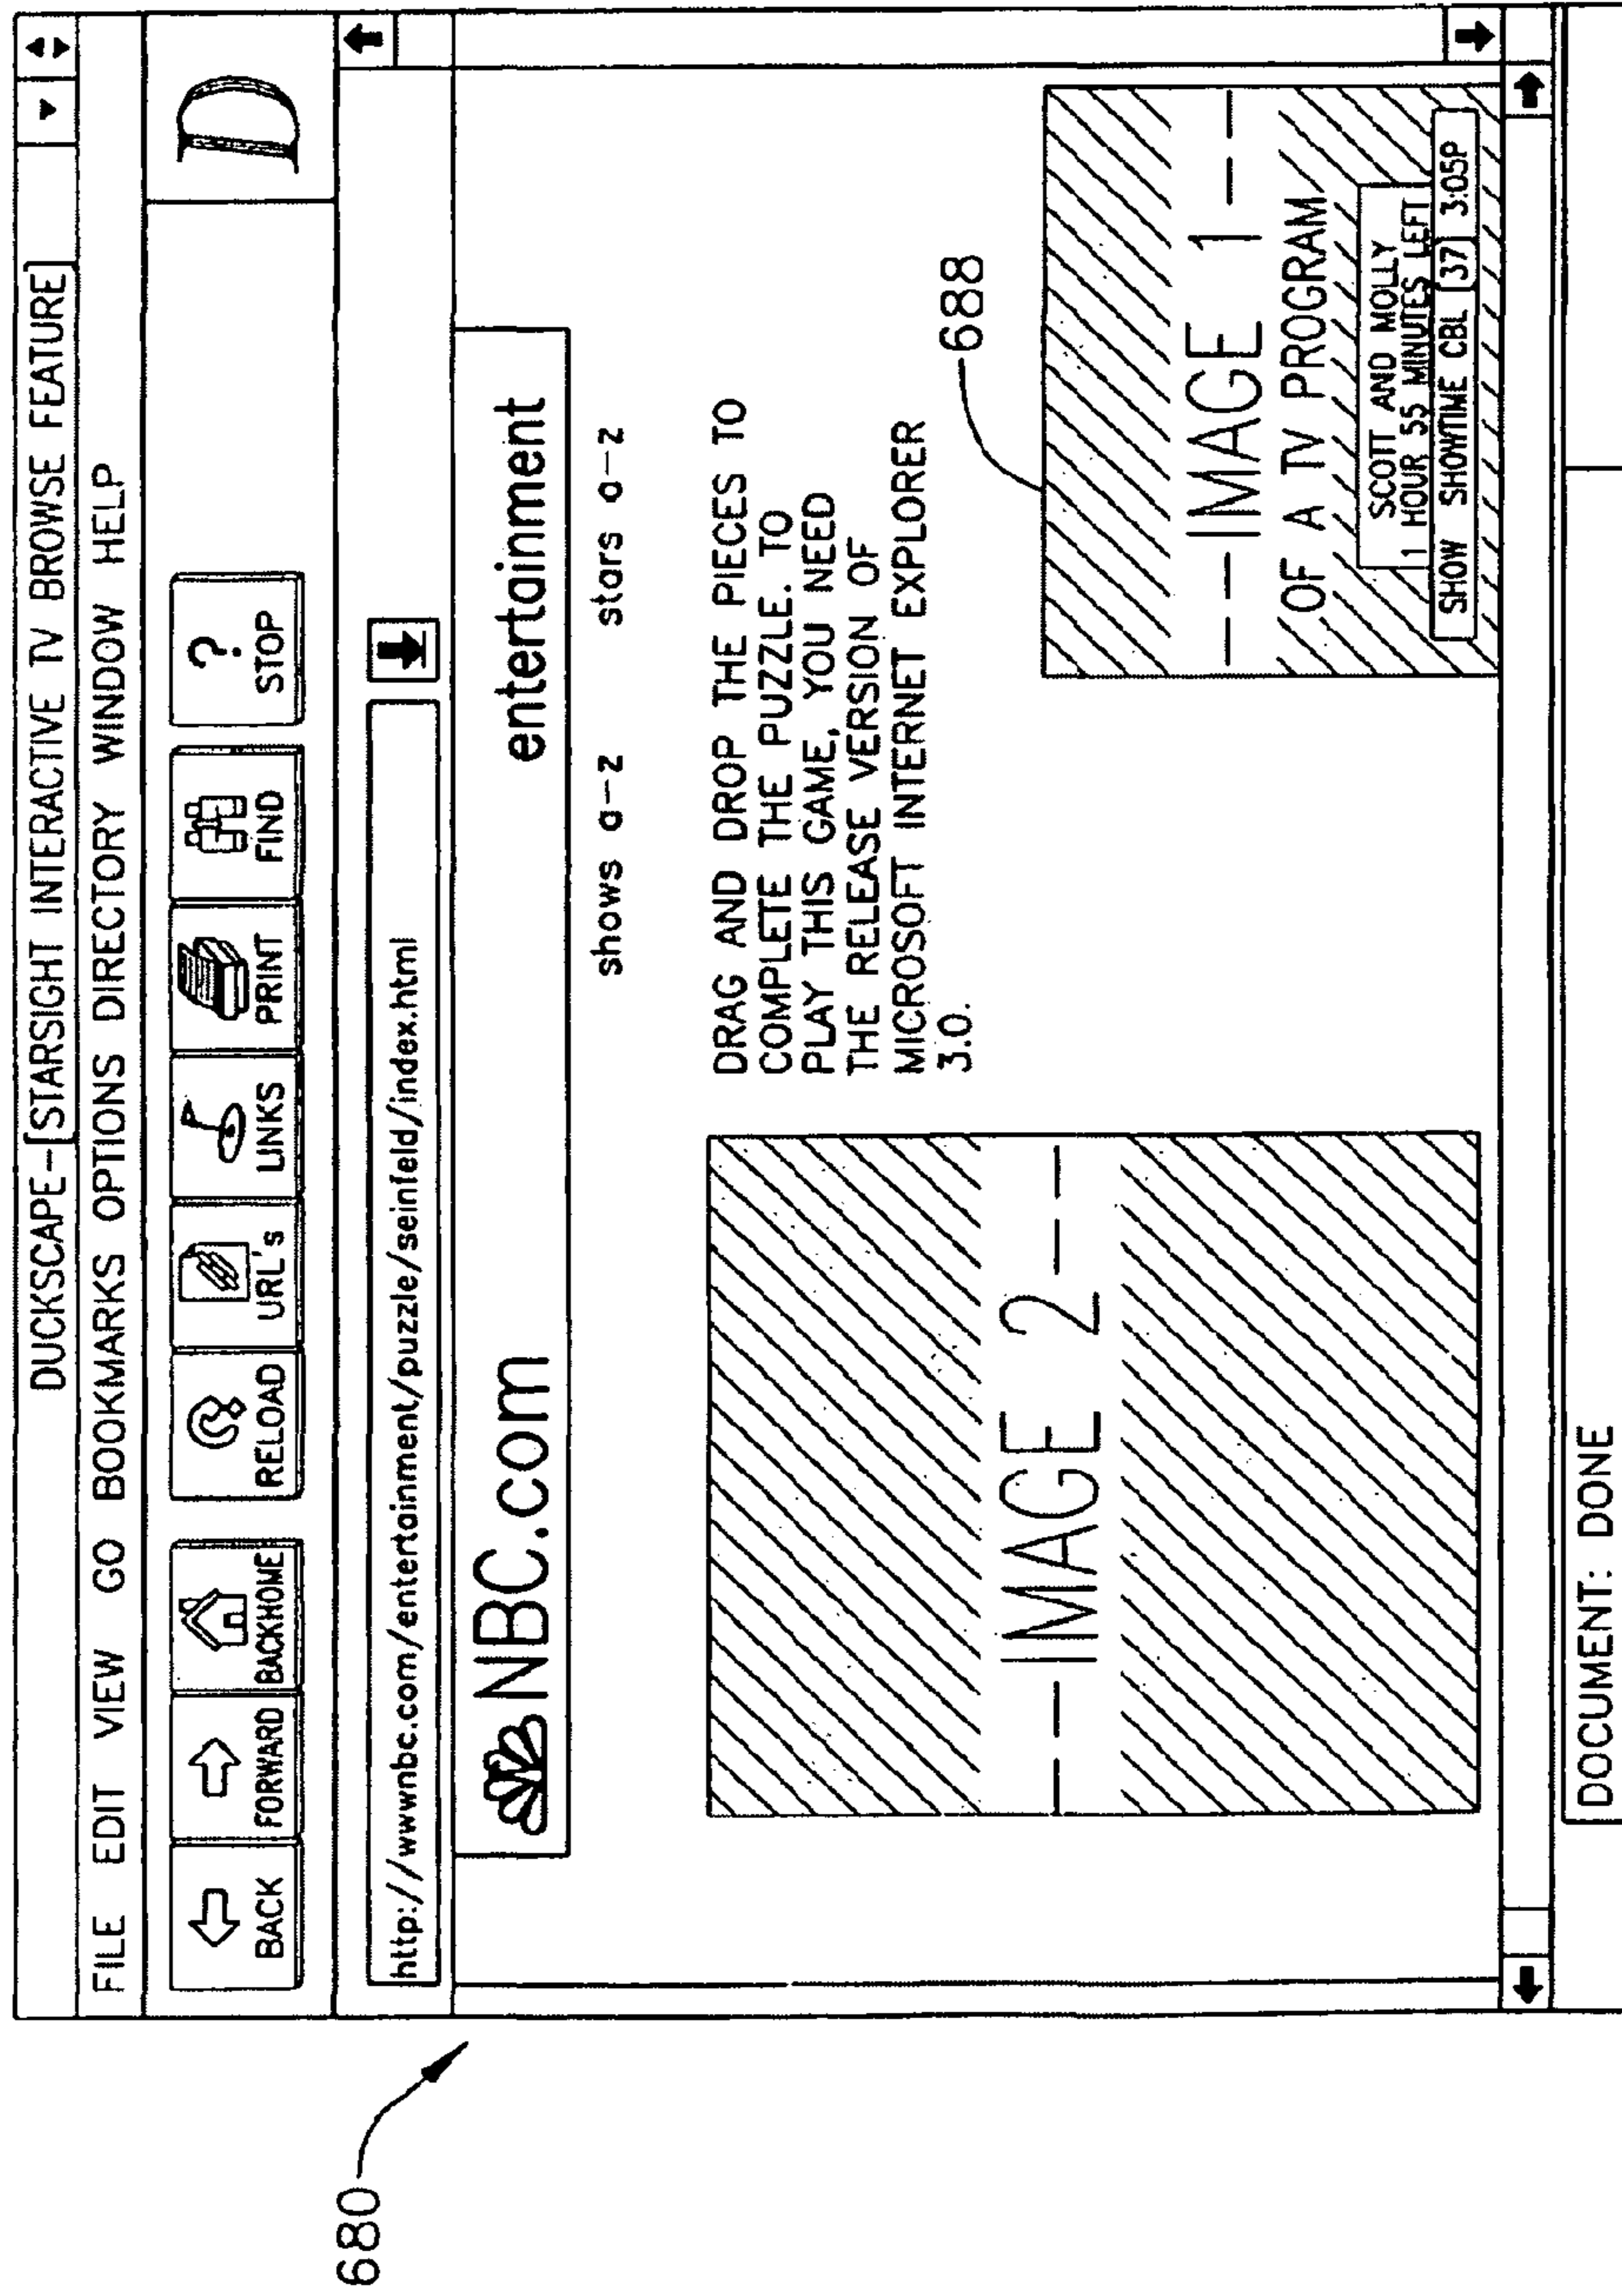 DUCKSCAPE-[STARSIGHT INTERACTIVE TV BROWSE FEATURE]
FILE EDIT VIEW GO BOOKMARKS OPTIONS DIRECTORY WINDOW HELP
BACK FORWARD BACKHOME RELOAD URL's LINKS PRINT FIND ? STOP D
http://wwnbc.com/entertainment/puzzle/seinfeld/index.html
680
NBC.com entertainment
shows a-z stars a-z
DRAG AND DROP THE PIECES TO
COMPLETE THE PUZZLE. TO
PLAY THIS GAME, YOU NEED
THE RELEASE VERSION OF
MICROSOFT INTERNET EXPLORER
3.0.
688
--IMAGE 2--
--IMAGE 1--
OF A TV PROGRAM
SCOTT AND MOLLY
1 HOUR 55 MINUTES LEFT
SHOW SHOWTIME CBL 37 3:05P
DOCUMENT: DONE